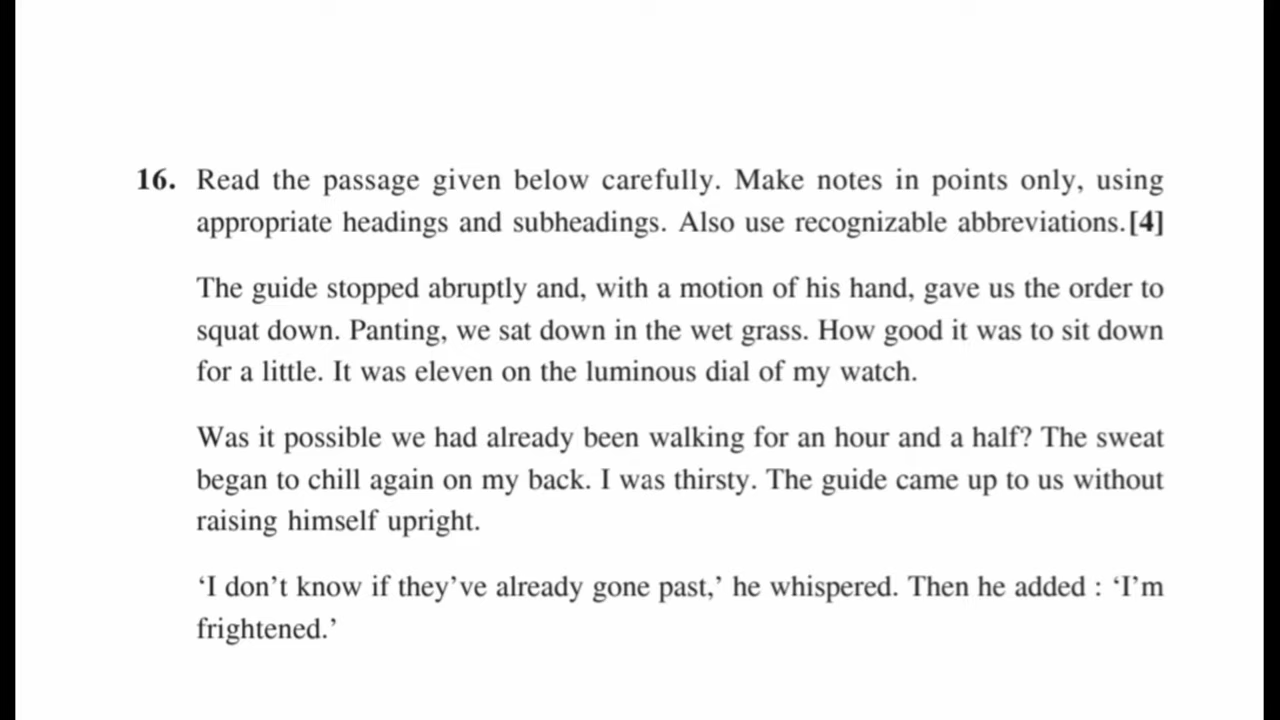 16. Read the passage given below carefully. Make notes in points only, using
appropriate headings and subheadings. Also use recognizable abbreviations.[4]
The guide stopped abruptly and, with a motion of his hand, gave us the order to
squat down. Panting, we sat down in the wet grass. How good it was to sit down
for a little. It was eleven on the luminous dial of my watch.
Was it possible we had already been walking for an hour and a half? The sweat
began to chill again on my back. I was thirsty. The guide came up to us without
raising himself upright.
‘I don’t know if they’ve already gone past,’ he whispered. Then he added : ‘I’m
frightened.’